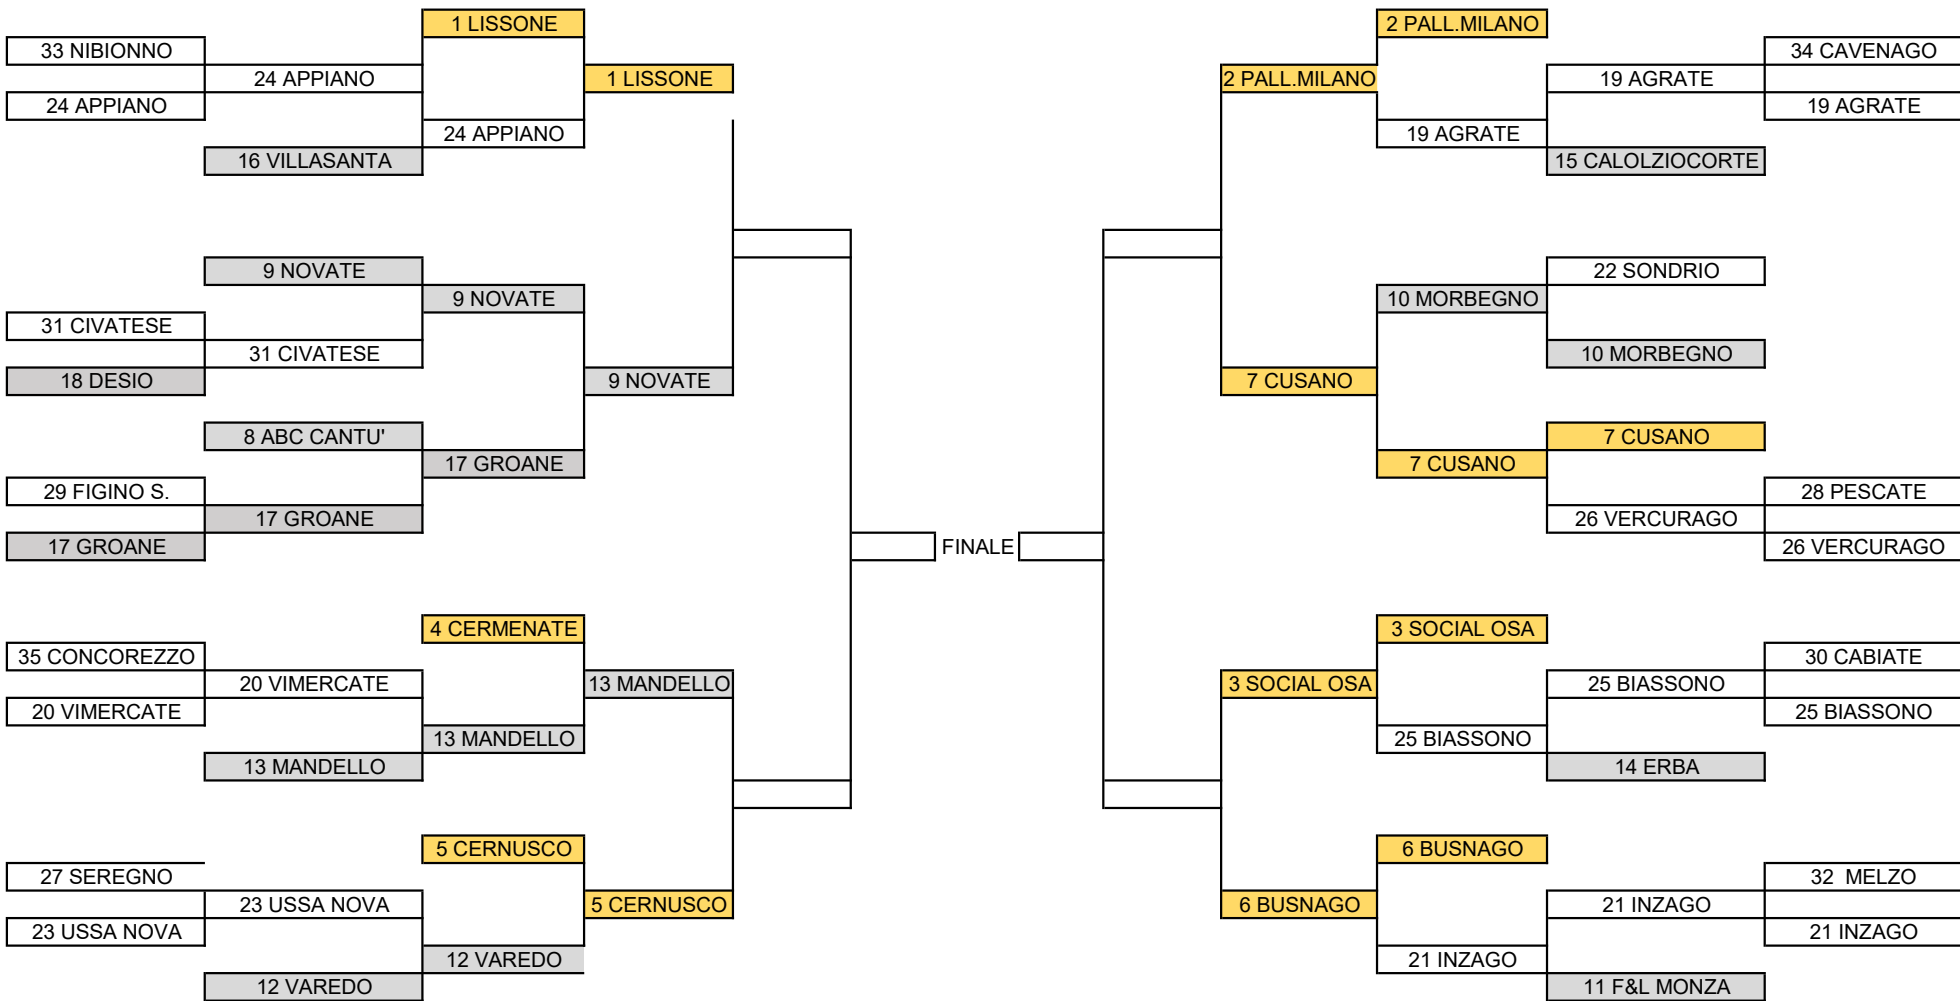 1 LISSONE
2 PALL.MILANO
33 NIBIONNO
34 CAVENAGO
24 APPIANO
1 LISSONE
2 PALL.MILANO
19 AGRATE
24 APPIANO
19 AGRATE
24 APPIANO
19 AGRATE
16 VILLASANTA
15 CALOLZIOCORTE
9 NOVATE
22 SONDRIO
9 NOVATE
10 MORBEGNO
31 CIVATESE
31 CIVATESE
10 MORBEGNO
18 DESIO
9 NOVATE
7 CUSANO
8 ABC CANTU'
7 CUSANO
17 GROANE
7 CUSANO
29 FIGINO S.
28 PESCATE
17 GROANE
26 VERCURAGO
17 GROANE
FINALE
26 VERCURAGO
4 CERMENATE
3 SOCIAL OSA
35 CONCOREZZO
30 CABIATE
20 VIMERCATE
13 MANDELLO
3 SOCIAL OSA
25 BIASSONO
20 VIMERCATE
25 BIASSONO
13 MANDELLO
25 BIASSONO
13 MANDELLO
14 ERBA
5 CERNUSCO
6 BUSNAGO
27 SEREGNO
32 MELZO
23 USSA NOVA
5 CERNUSCO
6 BUSNAGO
21 INZAGO
23 USSA NOVA
21 INZAGO
12 VAREDO
21 INZAGO
12 VAREDO
11 F&L MONZA